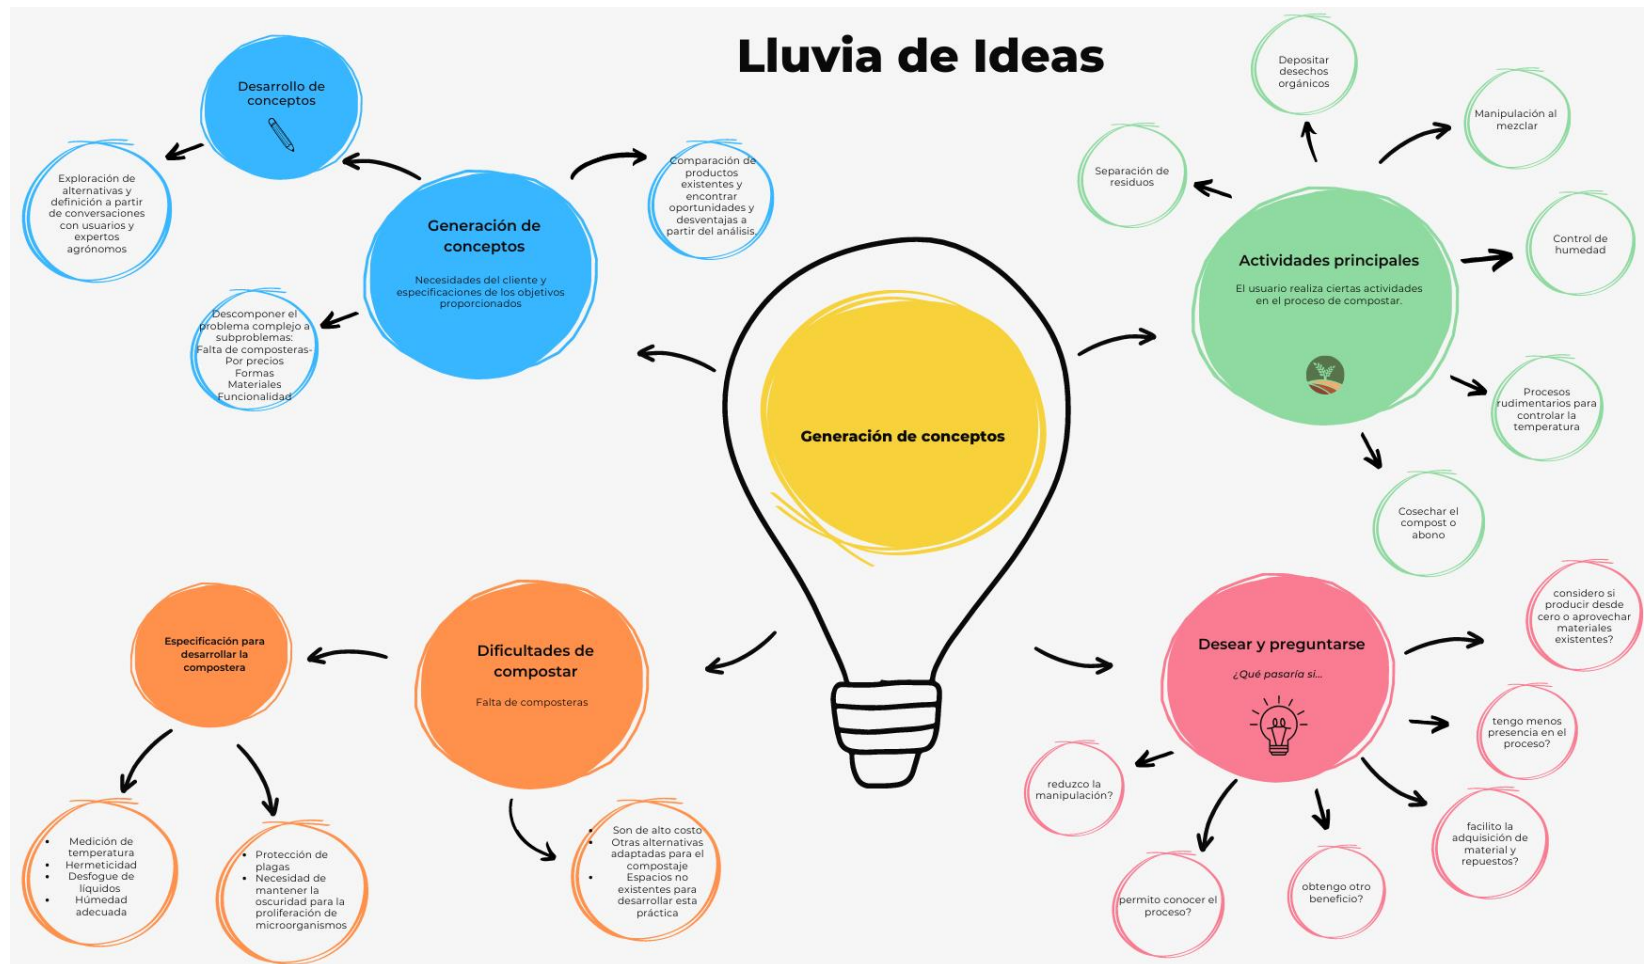 Lluvia de Ideas
Desarrollo de
conceptos
Exploración de
alternativas y
definición a partir
de conversaciones
con usuarios y
expertos
agrónomos
Generación de
conceptos
Necesidades del cliente y
especificaciones de los objetivos
proporcionados
Comparación de
productos
existentes y
encontrar
oportunidades y
desventajas a
partir del análisis.
Descomponer el
problema complejo a
subproblemas:
Falta de composteras-
Por precios
Formas
Materiales
Funcionalidad
Generación de conceptos
Depositar
desechos
orgánicos
Manipulación al
mezclar
Separación de
residuos
Control de
humedad
Actividades principales
El usuario realiza ciertas actividades
en el proceso de compostar.
Procesos
rudimentarios para
controlar la
temperatura
Cosechar el
compost o
abono
Especificación para
desarrollar la
compostera
Dificultades de
compostar
Falta de composteras
• Medición de
temperatura
• Hermeticidad
• Desfogue de
líquidos
• Húmedad
adecuada
• Protección de
plagas
• Necesidad de
mantener la
oscuridad para la
proliferación de
microorganismos
• Son de alto costo
• Otras alternativas
adaptadas para el
compostaje
• Espacios no
existentes para
desarrollar esta
práctica
Desear y preguntarse
¿Qué pasaría si...
considero si
producir desde
cero o aprovechar
materiales
existentes?
tengo menos
presencia en el
proceso?
facilito la
adquisición de
material y
repuestos?
obtengo otro
beneficio?
permito conocer el
proceso?
reduzco la
manipulación?